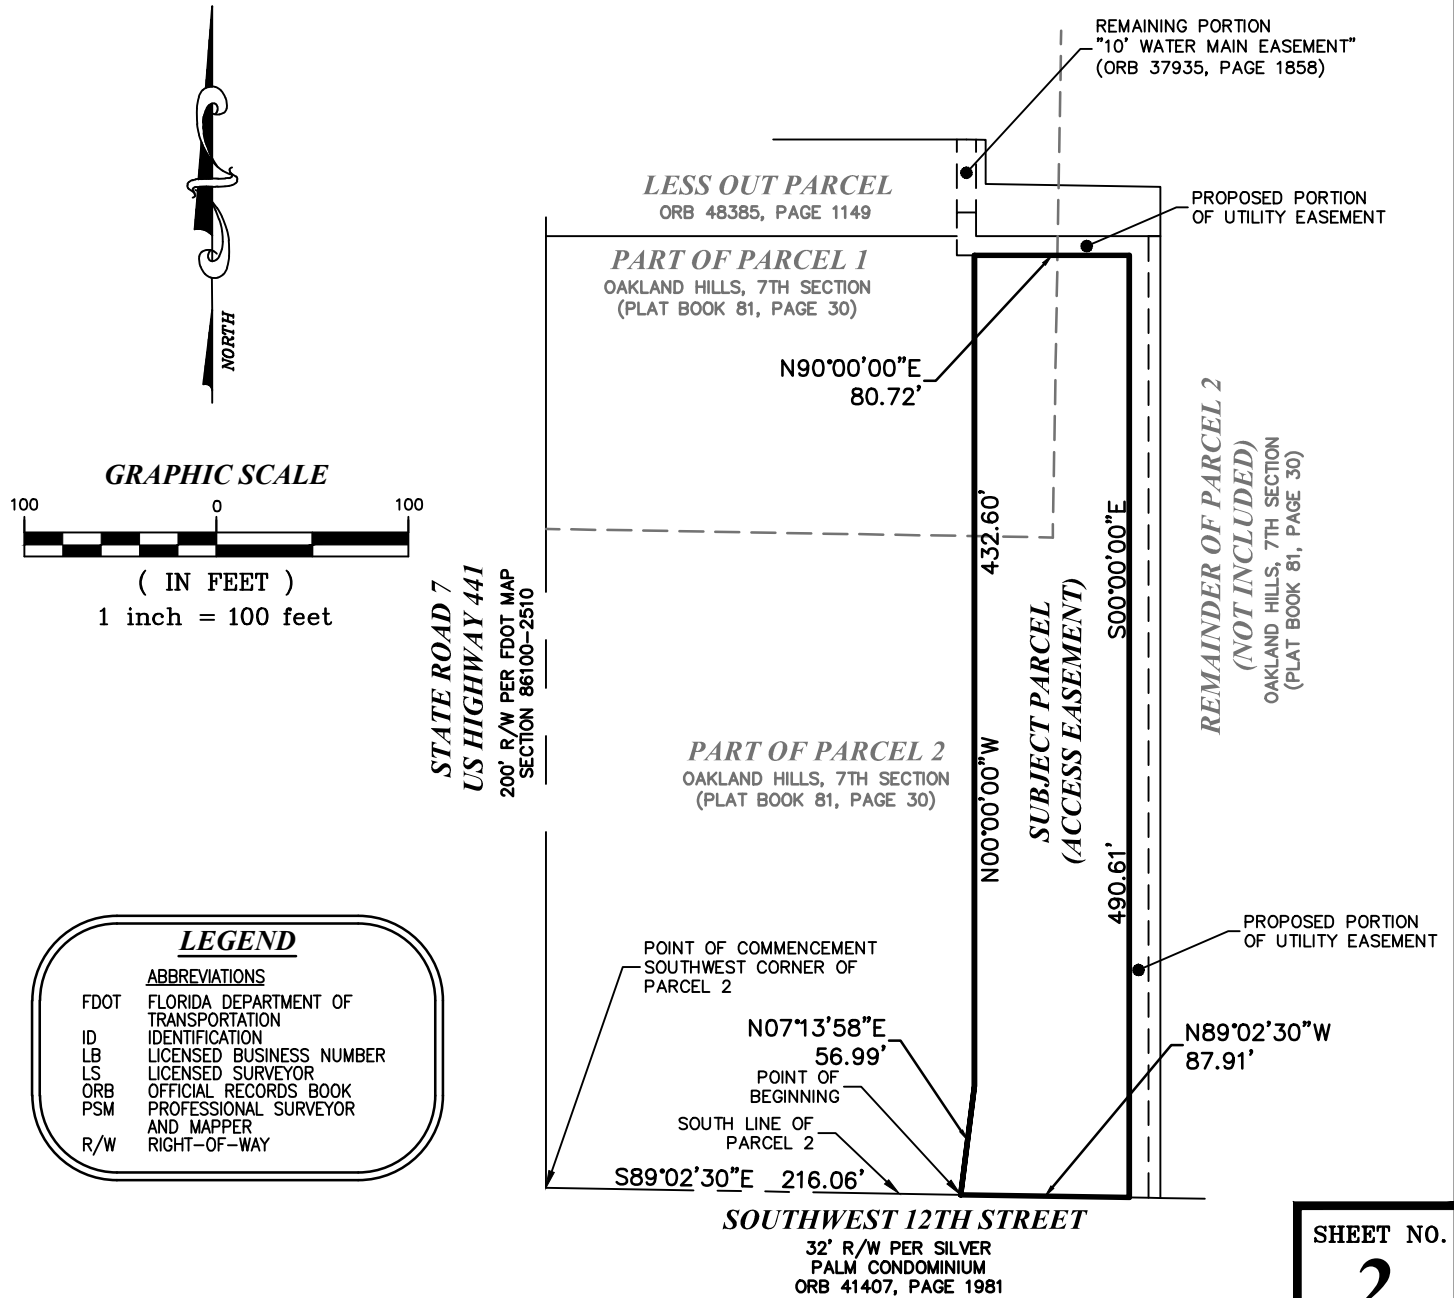 REMAINING PORTION
"10' WATER MAIN EASEMENT"
(ORB 37935, PAGE 1858)
LESS OUT PARCEL
ORB 48385, PAGE 1149
PROPOSED PORTION
OF UTILITY EASEMENT
PART OF PARCEL 1
OAKLAND HILLS, 7TH SECTION
(PLAT BOOK 81, PAGE 30)
NORTH
N90°00'00"E
80.72'
GRAPHIC SCALE
100 0 100
( IN FEET )
1 inch = 100 feet
STATE ROAD 7
US HIGHWAY 441
200' R/W PER FDOT MAP
SECTION 86100-2510
432.60'
N00°00'00"W
SUBJECT PARCEL
(ACCESS EASEMENT)
S00°00'00"E
490.61'
REMAINDER OF PARCEL 2
(NOT INCLUDED)
OAKLAND HILLS, 7TH SECTION
(PLAT BOOK 81, PAGE 30)
PART OF PARCEL 2
OAKLAND HILLS, 7TH SECTION
(PLAT BOOK 81, PAGE 30)
PROPOSED PORTION
OF UTILITY EASEMENT
LEGEND
ABBREVIATIONS
FDOT FLORIDA DEPARTMENT OF
TRANSPORTATION
ID IDENTIFICATION
LB LICENSED BUSINESS NUMBER
LS LICENSED SURVEYOR
ORB OFFICIAL RECORDS BOOK
PSM PROFESSIONAL SURVEYOR
AND MAPPER
R/W RIGHT-OF-WAY
POINT OF COMMENCEMENT
SOUTHWEST CORNER OF
PARCEL 2
N07°13'58"E
56.99'
POINT OF
BEGINNING
SOUTH LINE OF
PARCEL 2
N89°02'30"W
87.91'
S89°02'30"E 216.06'
SOUTHWEST 12TH STREET
32' R/W PER SILVER
PALM CONDOMINIUM
ORB 41407, PAGE 1981
SHEET NO.
2